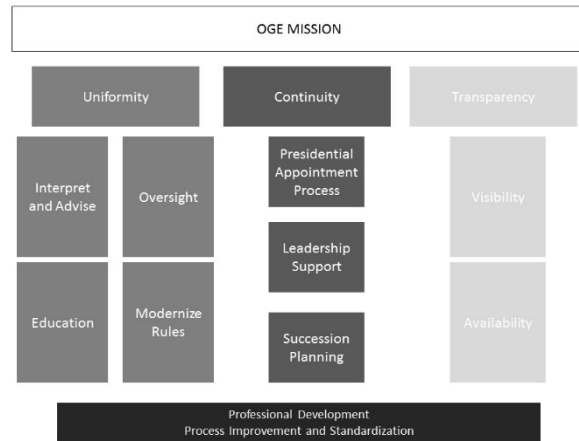 OGE MISSION
Uniformity
Continuity
Transparency
Interpret
and Advise
Oversight
Education
Modernize
Rules
Presidential
Appointment
Process
Leadership
Support
Succession
Planning
Visibility
Availability
Professional Development
Process Improvement and Standardization